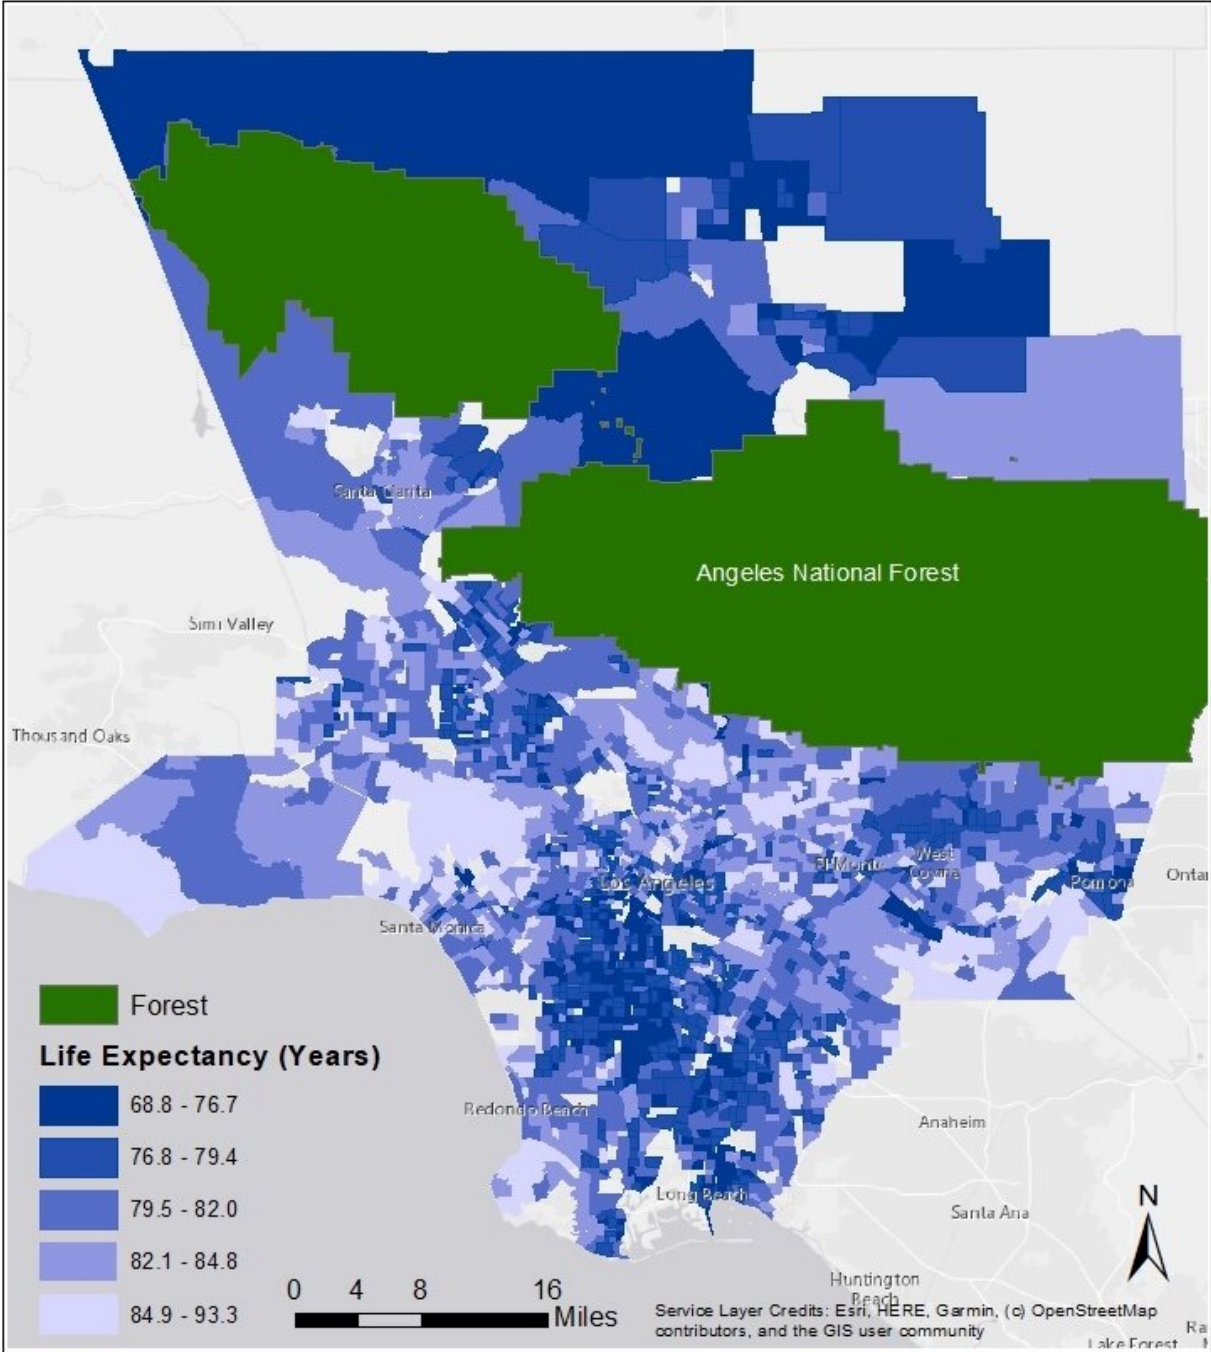 Angeles National Forest
Santa Clarita
Simi Valley
Thousand Oaks
El Monte
West
Covina
Los Angeles
Pomona
Ontar
Santa Monica
Forest
Life Expectancy (Years)
68.8 - 76.7
76.8 - 79.4
79.5 - 82.0
82.1 - 84.8
84.9 - 93.3
Redondo Beach
Anaheim
Long Beach
Santa Ana
N
Huntington
Beach
0 4 8 16
Miles
Service Layer Credits: Esri, HERE, Garmin, (c) OpenStreetMap
contributors, and the GIS user community
Ra
Lake Forest